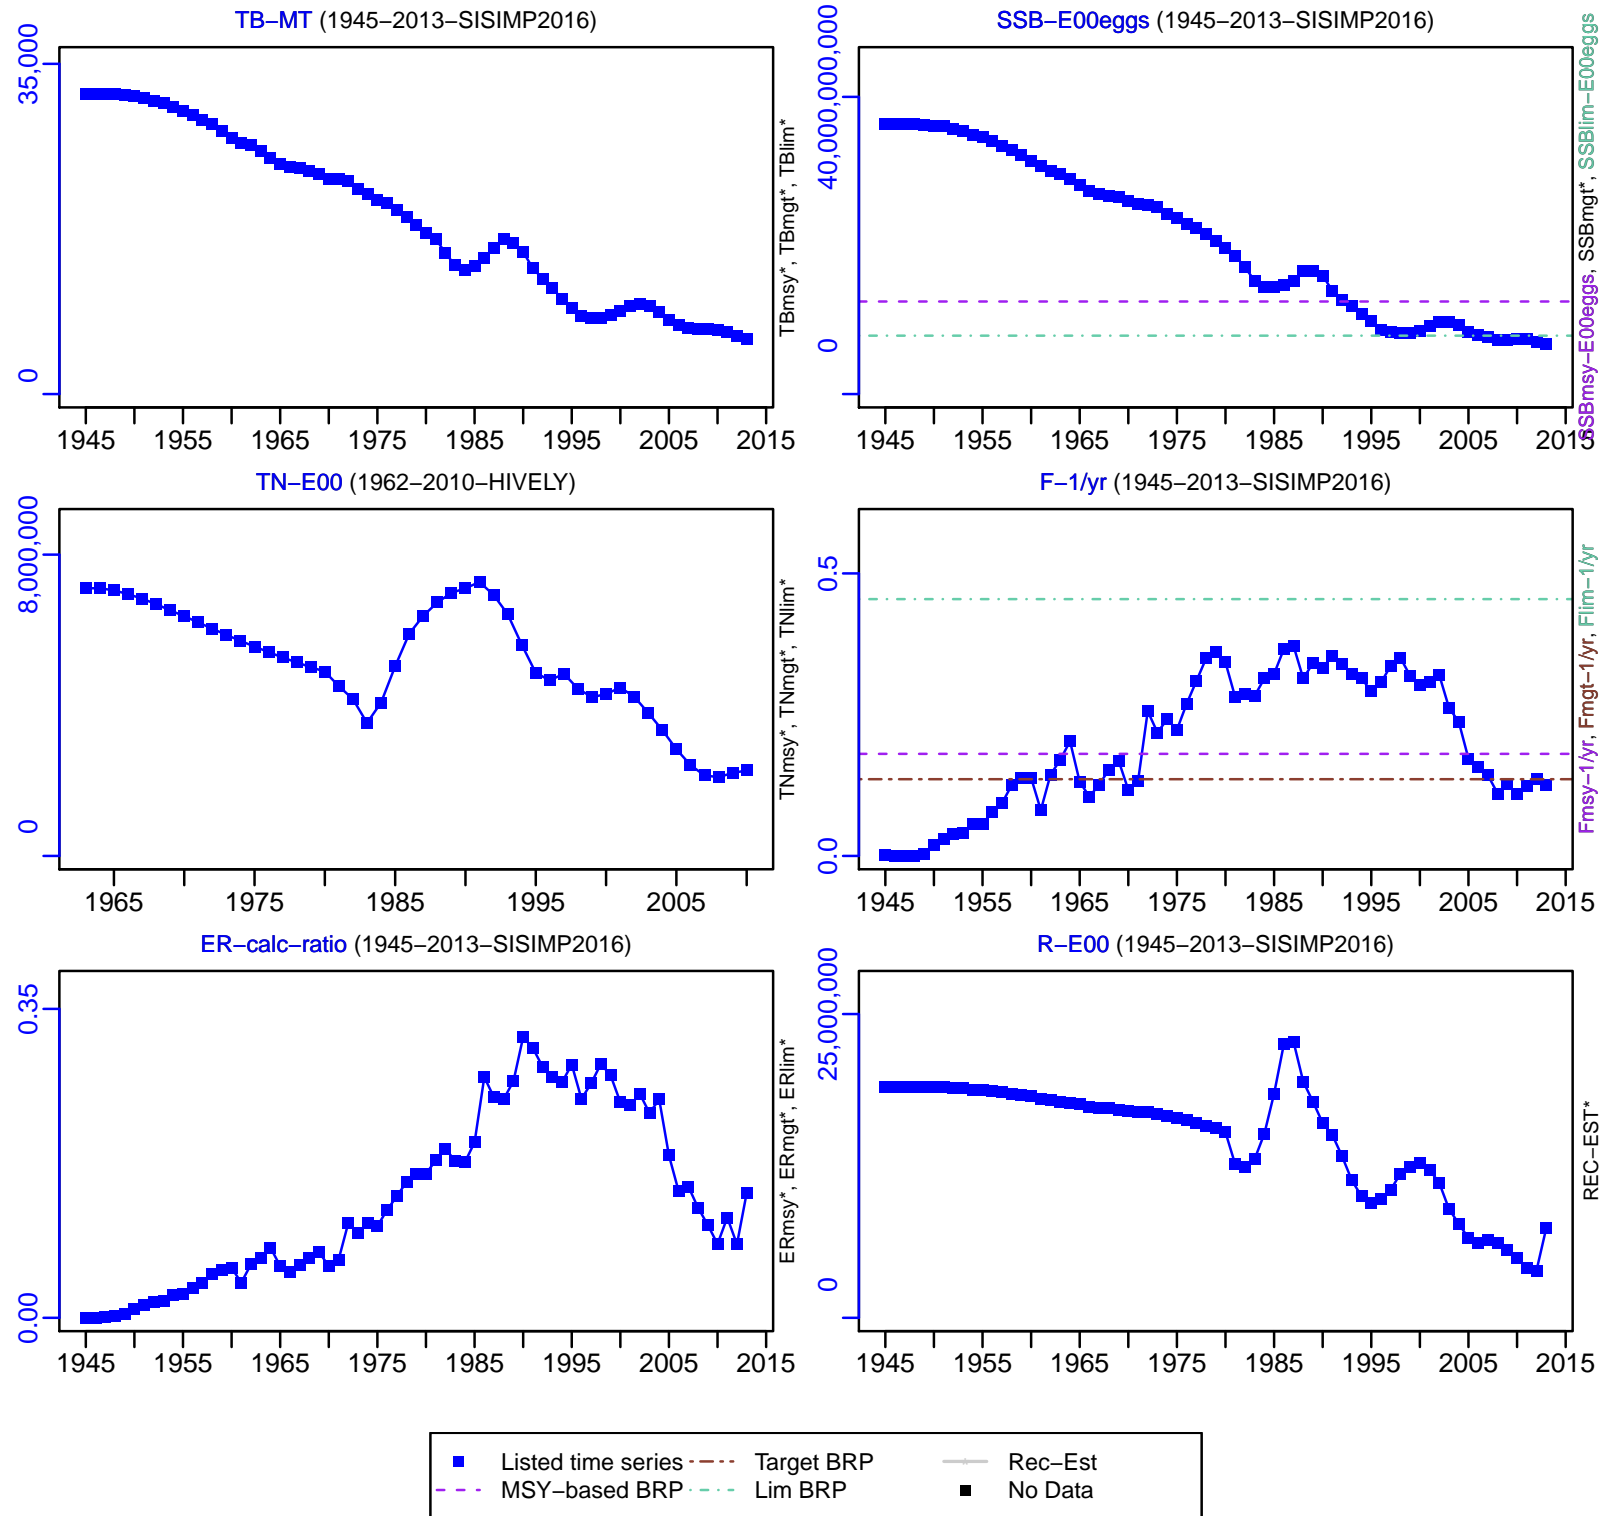 TB−MT (1945−2013−SISIMP2016)
35,000
0
1945 1955 1965 1975 1985 1995 2005 2015
TBmsy*, TBmgt*, TBlim*
SSB−E00eggs (1945−2013−SISIMP2016)
40,000,000,000
0
1945 1955 1965 1975 1985 1995 2005 2015
SSBmsy−E00eggs, SSBmgt*, SSBlim−E00eggs
TN−E00 (1962−2010−HIVELY)
8,000,000
0
1965 1975 1985 1995 2005
TNmsy*, TNmgt*, TNlim*
F−1/yr (1945−2013−SISIMP2016)
0.5
0.0
1945 1955 1965 1975 1985 1995 2005 2015
Fmsy−1/yr, Fmgt−1/yr, Flim−1/yr
ER−calc−ratio (1945−2013−SISIMP2016)
0.35
0.00
1945 1955 1965 1975 1985 1995 2005 2015
ERmsy*, ERmgt*, ERlim*
R−E00 (1945−2013−SISIMP2016)
25,000,000
0
1945 1955 1965 1975 1985 1995 2005 2015
REC−EST*
Listed time series Target BRP Rec−Est
MSY−based BRP Lim BRP No Data